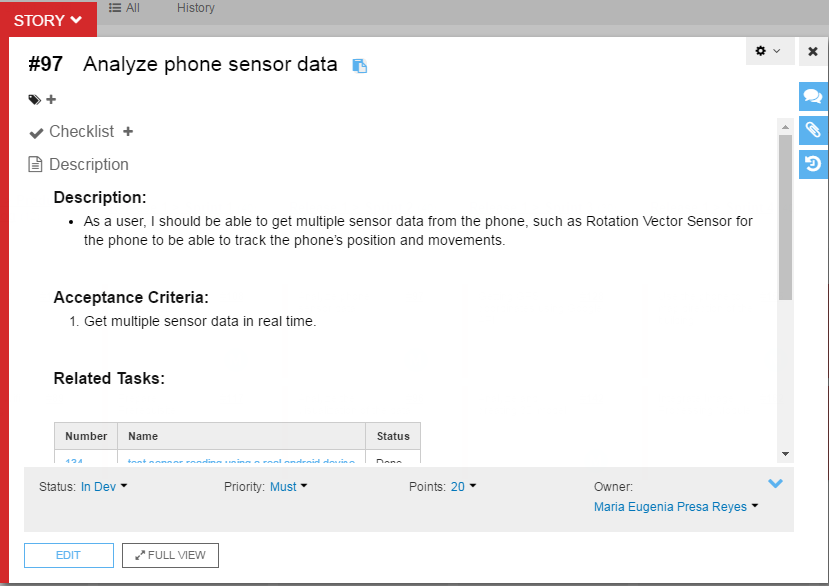 STORY
All
History
#97 Analyze phone sensor data
Checklist
Description
Description:
As a user, I should be able to get multiple sensor data from the phone, such as Rotation Vector Sensor for
the phone to be able to track the phone's position and movements.
Acceptance Criteria:
1. Get multiple sensor data in real time.
Related Tasks:
Number Name Status
134 test sensor reading using a real android device Done
Status: In Dev Priority: Must Points: 20 Owner:
Maria Eugenia Presa Reyes
EDIT FULL VIEW